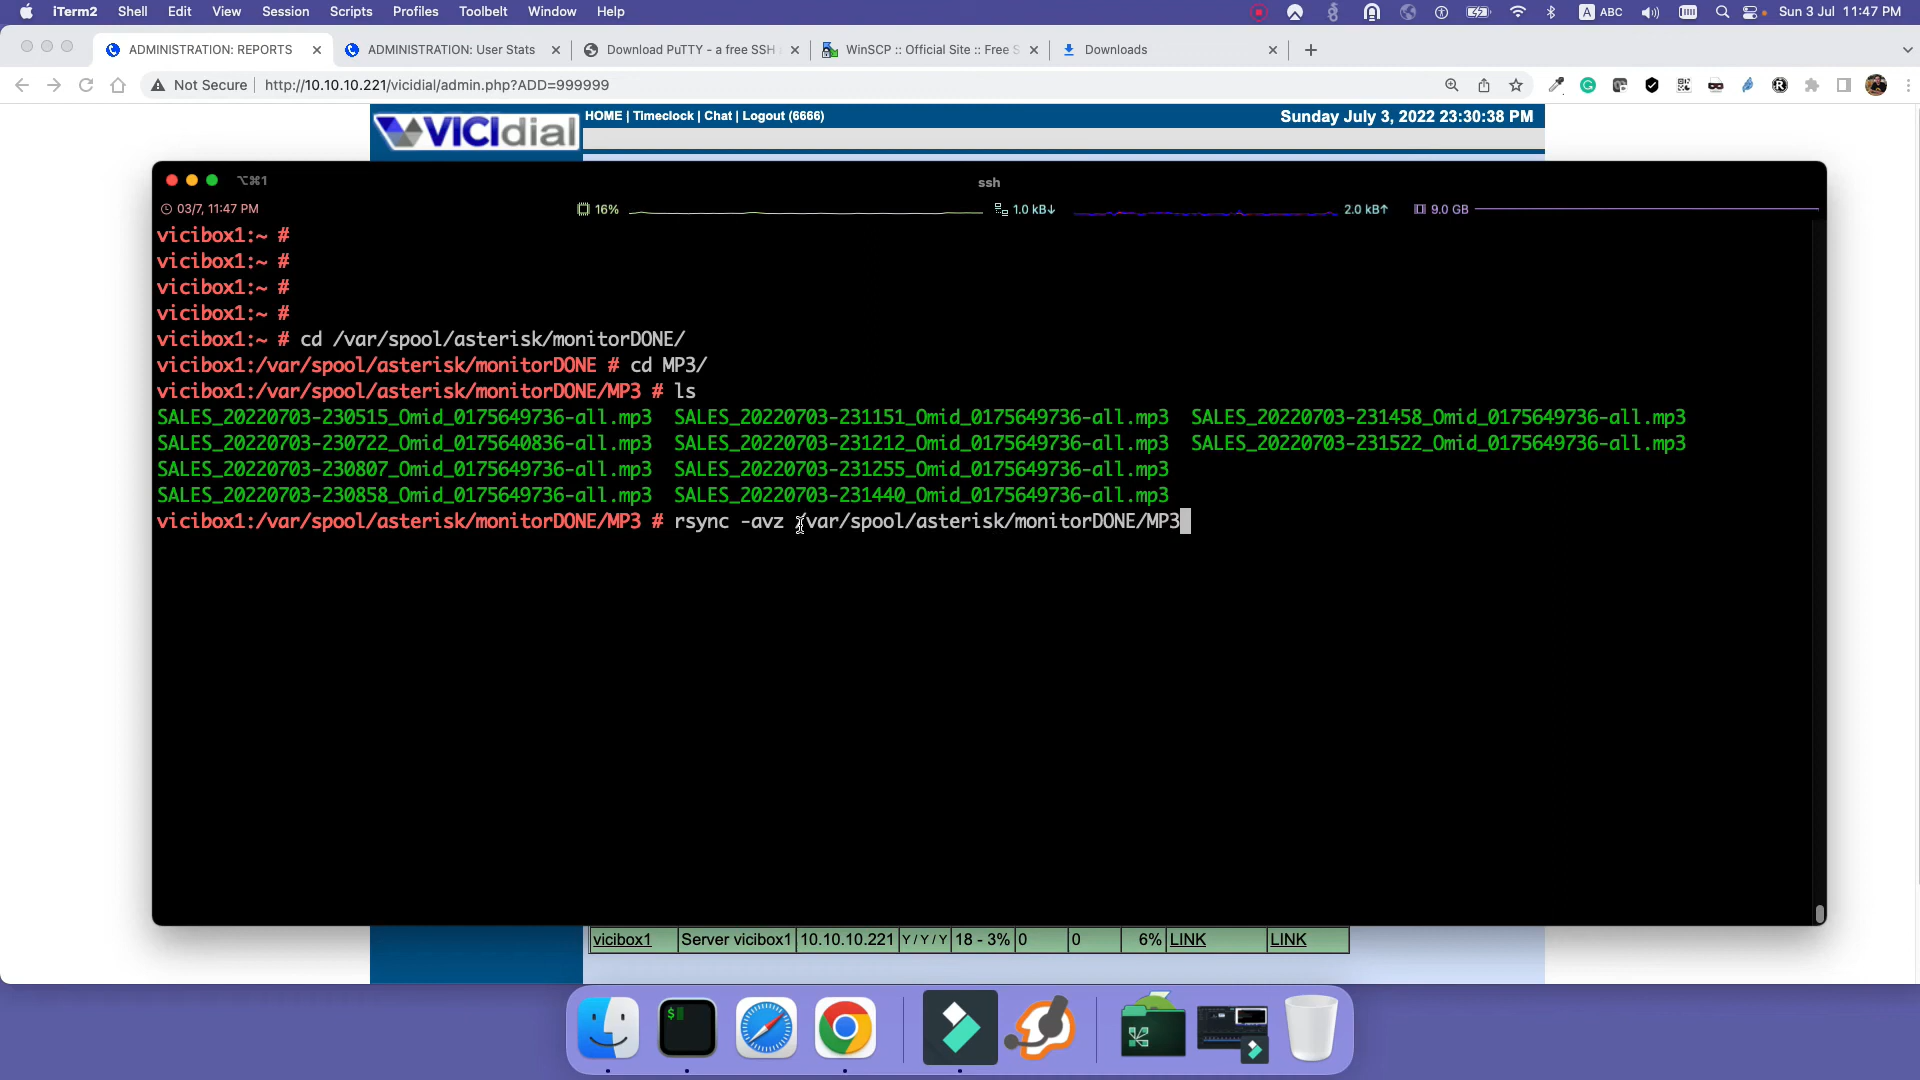 iTerm2 Shell Edit View Session Scripts Profiles Toolbelt Window Help
A ABC Sun 3 Jul 11:47 PM
ADMINISTRATION: REPORTS
ADMINISTRATION: User Stats
Download PuTTY - a free SSH
WinSCP :: Official Site :: Free S
Downloads
Not Secure http://10.10.10.221/vicidial/admin.php?ADD=999999
VICIdial
HOME | Timeclock | Chat | Logout (6666)
Sunday July 3, 2022 23:30:38 PM
⌥⌘1
ssh
03/7, 11:47 PM 16% 1.0 kB↓ 2.0 kB↑ 9.0 GB
vicibox1:~ #
vicibox1:~ #
vicibox1:~ #
vicibox1:~ #
vicibox1:~ # cd /var/spool/asterisk/monitorDONE/
vicibox1:/var/spool/asterisk/monitorDONE # cd MP3/
vicibox1:/var/spool/asterisk/monitorDONE/MP3 # ls
SALES_20220703-230515_Omid_0175649736-all.mp3 SALES_20220703-231151_Omid_0175649736-all.mp3 SALES_20220703-231458_Omid_0175649736-all.mp3
SALES_20220703-230722_Omid_0175640836-all.mp3 SALES_20220703-231212_Omid_0175649736-all.mp3 SALES_20220703-231522_Omid_0175649736-all.mp3
SALES_20220703-230807_Omid_0175649736-all.mp3 SALES_20220703-231255_Omid_0175649736-all.mp3
SALES_20220703-230858_Omid_0175649736-all.mp3 SALES_20220703-231440_Omid_0175649736-all.mp3
vicibox1:/var/spool/asterisk/monitorDONE/MP3 # rsync -avz /var/spool/asterisk/monitorDONE/MP3
vicibox1 Server vicibox1 10.10.10.221 Y / Y / Y 18 - 3% 0 0 6% LINK LINK
$